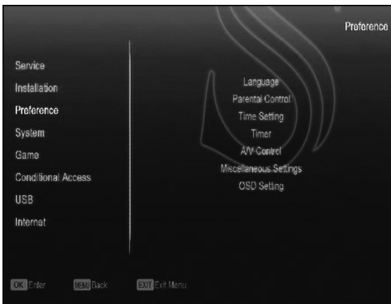 Preference
Service
Installation
Preference
System
Game
Conditional Access
USB
Internet
Language
Parental Control
Time Setting
Timer
A/V Control
Miscellaneous Settings
OSD Setting
OK Enter MENU Back EXIT Exit Menu